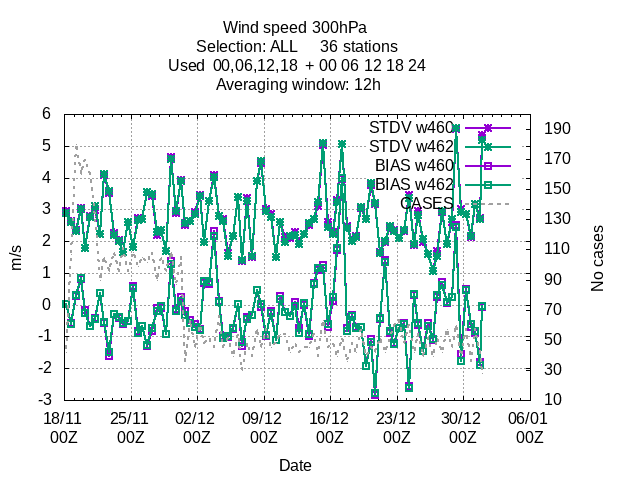 Wind speed 300hPa
Selection: ALL     36 stations
Used  00,06,12,18  + 00 06 12 18 24
Averaging window: 12h
STDV w460
STDV w462
BIAS w460
BIAS w462
CASES
6
5
4
3
2
1
0
-1
-2
-3
m/s
190
170
150
130
110
90
70
50
30
10
No cases
18/11 25/11 02/12 09/12 16/12 23/12 30/12 06/01
00Z 00Z 00Z 00Z 00Z 00Z 00Z 00Z
Date